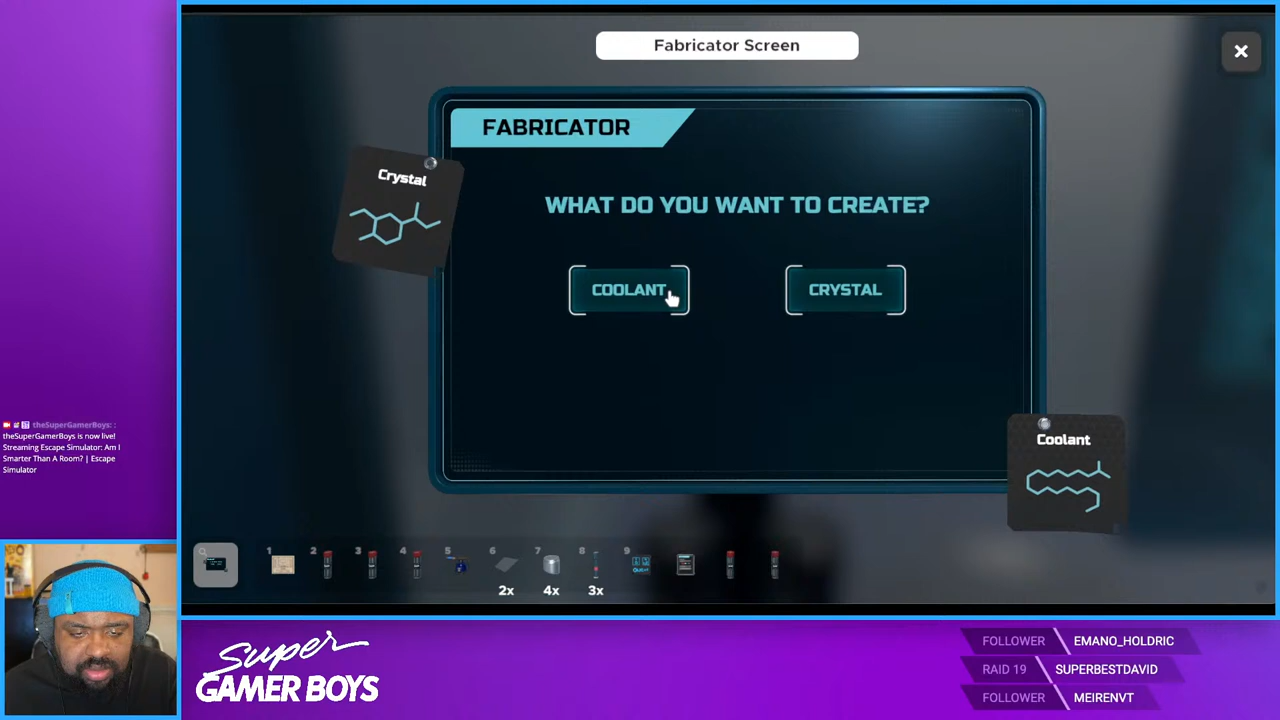 Fabricator Screen
FABRICATOR
Crystal
WHAT DO YOU WANT TO CREATE?
COOLANT
CRYSTAL
Coolant
theSuperGamerBoys: :
theSuperGamerBoys is now live!
Streaming Escape Simulator: Am I
Smarter Than A Room? | Escape
Simulator
1 2 3 4 5 6 7 8 9
2x 4x 3x
Super
GAMER BOYS
FOLLOWER EMANO_HOLDRIC
RAID 19 SUPERBESTDAVID
FOLLOWER MEIRENVT